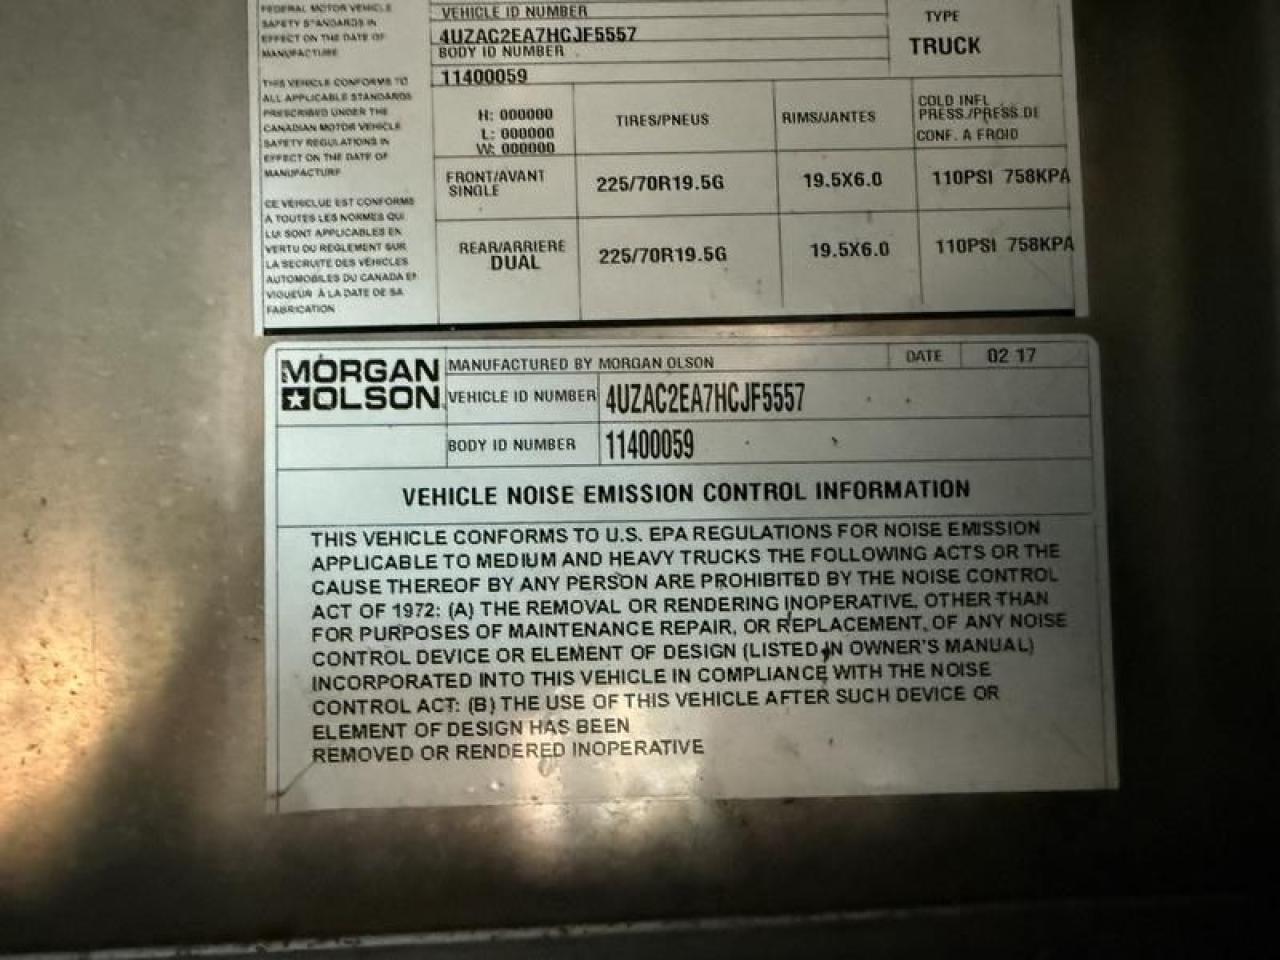 FEDERAL MOTOR VEHICLE
SAFETY STANDARDS IN
EFFECT ON THE DATE OF
MANUFACTURE
THIS VEHICLE CONFORMS TO
ALL APPLICABLE STANDARDS
PRESCRIBED UNDER THE
CANADIAN MOTOR VEHICLE
SAFETY REGULATIONS IN
EFFECT ON THE DATE OF
MANUFACTURE
CE VEHICLUE EST CONFORMS
A TOUTES LES NORMES QUI
LUI SONT APPLICABLES EN
VERTU DU REGLEMENT SUR
LA SECRUITE DES VEHICLES
AUTOMOBILES DU CANADA EN
VIGUEUR À LA DATE DE SA
FABRICATION
VEHICLE ID NUMBER
4UZAC2EA7HCJF5557
BODY ID NUMBER
11400059
TYPE
TRUCK
H: 000000
L: 000000
W: 000000
TIRES/PNEUS
RIMS/JANTES
COLD INFL
PRESS./PRESS.DE
CONF. A FROID
FRONT/AVANT
SINGLE
225/70R19.5G
19.5X6.0
110PSI 758KPA
REAR/ARRIERE
DUAL
225/70R19.5G
19.5X6.0
110PSI 758KPA
MORGAN
OLSON
MANUFACTURED BY MORGAN OLSON
DATE
02 17
VEHICLE ID NUMBER
4UZAC2EA7HCJF5557
BODY ID NUMBER
11400059
VEHICLE NOISE EMISSION CONTROL INFORMATION
THIS VEHICLE CONFORMS TO U.S. EPA REGULATIONS FOR NOISE EMISSION
APPLICABLE TO MEDIUM AND HEAVY TRUCKS THE FOLLOWING ACTS OR THE
CAUSE THEREOF BY ANY PERSON ARE PROHIBITED BY THE NOISE CONTROL
ACT OF 1972: (A) THE REMOVAL OR RENDERING INOPERATIVE, OTHER THAN
FOR PURPOSES OF MAINTENANCE REPAIR, OR REPLACEMENT, OF ANY NOISE
CONTROL DEVICE OR ELEMENT OF DESIGN (LISTED IN OWNER'S MANUAL)
INCORPORATED INTO THIS VEHICLE IN COMPLIANCE WITH THE NOISE
CONTROL ACT: (B) THE USE OF THIS VEHICLE AFTER SUCH DEVICE OR
ELEMENT OF DESIGN HAS BEEN
REMOVED OR RENDERED INOPERATIVE